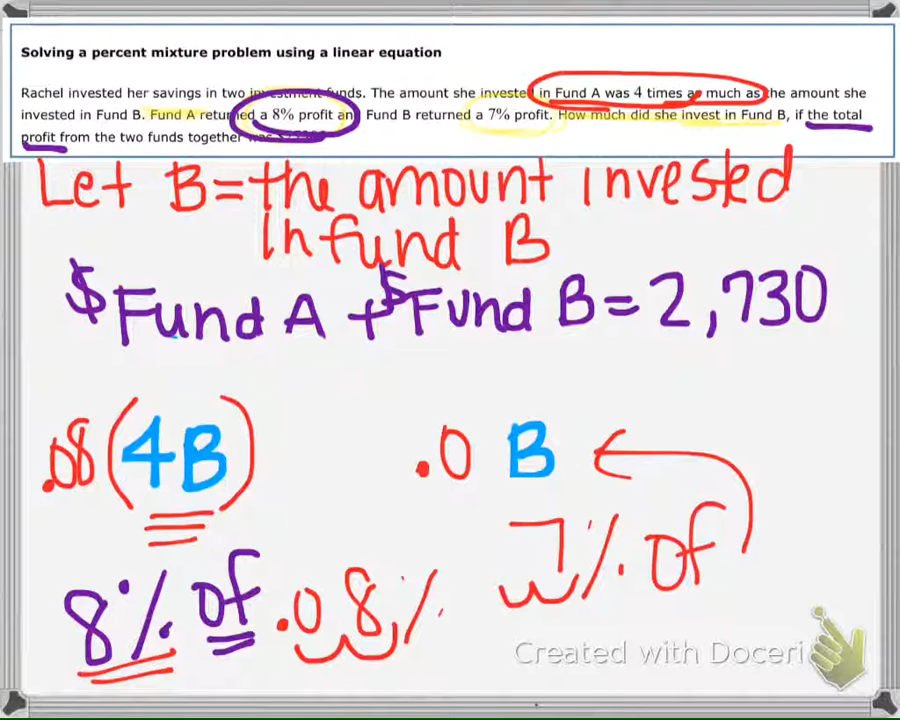 Solving a percent mixture problem using a linear equation
Rachel invested her savings in two investment funds. The amount she invested in Fund A was 4 times as much as the amount she
invested in Fund B. Fund A returned a 8% profit and Fund B returned a 7% profit. How much did she invest in Fund B, if the total
profit from the two funds together was
Let B=the amount invested
in fund B
$Fund A + $Fund B = 2,730
.08(4B) .0 B
7% of
8% of .08%
Created with Doceri